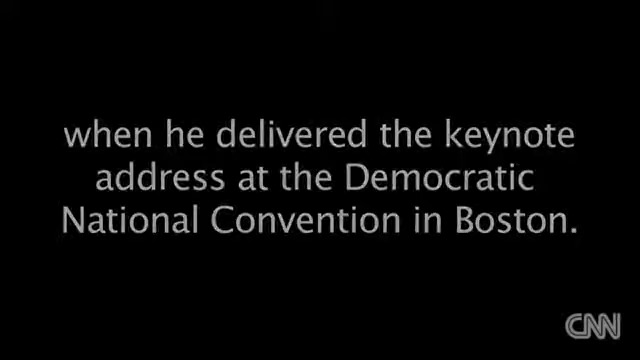 when he delivered the keynote
address at the Democratic
National Convention in Boston.
CNN